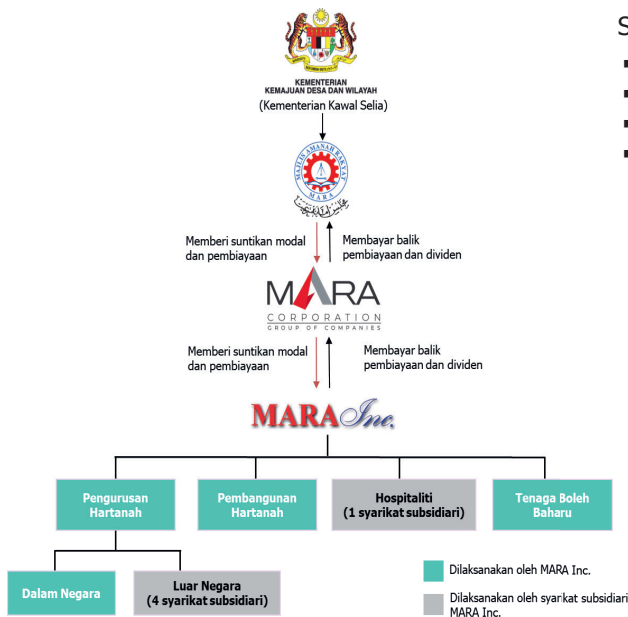 S
KEMENTERIAN
KEMAJUAN DESA DAN WILAYAH
(Kementerian Kawal Selia)
MAJLIS AMANAH RAKYAT
MARA
Memberi suntikan modal
dan pembiayaan
Membayar balik
pembiayaan dan dividen
MARA
CORPORATION
GROUP OF COMPANIES
Memberi suntikan modal
dan pembiayaan
Membayar balik
pembiayaan dan dividen
MARA Inc.
Pengurusan
Hartanah
Pembangunan
Hartanah
Hospitaliti
(1 syarikat subsidiari)
Tenaga Boleh
Baharu
Dalam Negara
Luar Negara
(4 syarikat subsidiari)
Dilaksanakan oleh MARA Inc.
Dilaksanakan oleh syarikat subsidiari
MARA Inc.